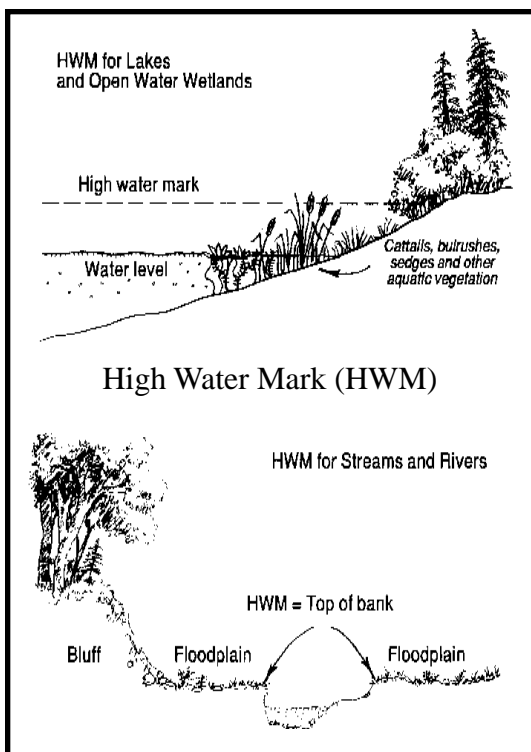 HWM for Lakes
and Open Water Wetlands
High water mark
Water level
Cattails, bulrushes,
sedges and other
aquatic vegetation
High Water Mark (HWM)
HWM for Streams and Rivers
HWM = Top of bank
Bluff
Floodplain
Floodplain